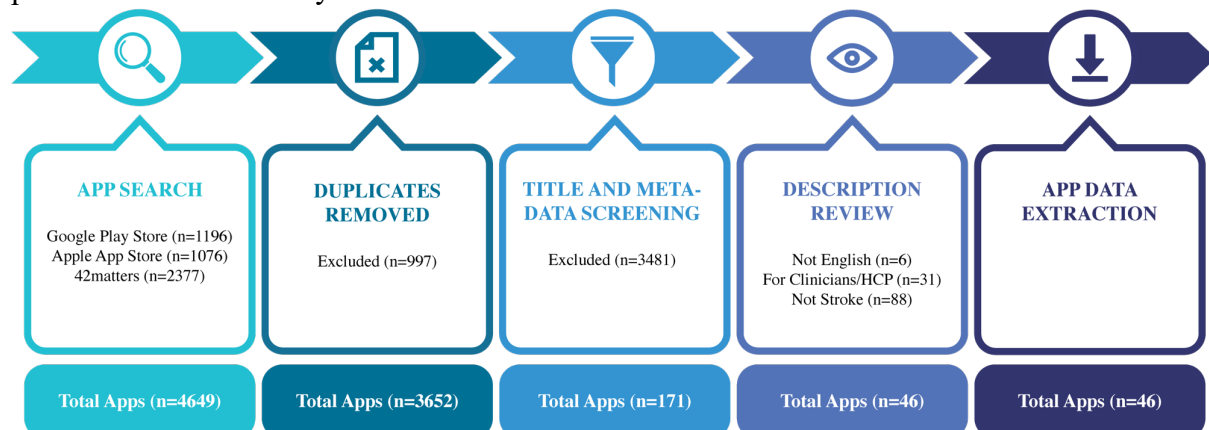 APP SEARCH
Google Play Store (n=1196)
Apple App Store (n=1076)
42matters (n=2377)
Total Apps (n=4649)
DUPLICATES
REMOVED
Excluded (n=997)
Total Apps (n=3652)
TITLE AND META-
DATA SCREENING
Excluded (n=3481)
Total Apps (n=171)
DESCRIPTION
REVIEW
Not English (n=6)
For Clinicians/HCP (n=31)
Not Stroke (n=88)
Total Apps (n=46)
APP DATA
EXTRACTION
Total Apps (n=46)